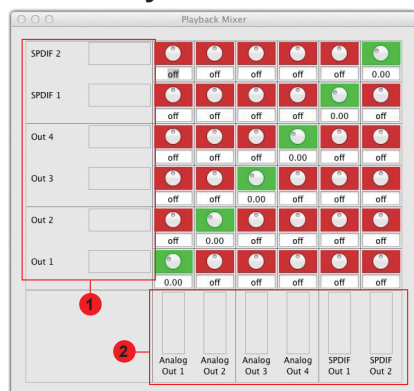 Playback Mixer
SPDIF 2
off off off off off 0.00
SPDIF 1
off off off off 0.00 off
Out 4
off off off 0.00 off off
Out 3
off off 0.00 off off off
Out 2
off 0.00 off off off off
Out 1
0.00 off off off off off
1
2
Analog Analog Analog Analog SPDIF SPDIF
Out 1 Out 2 Out 3 Out 4 Out 1 Out 2